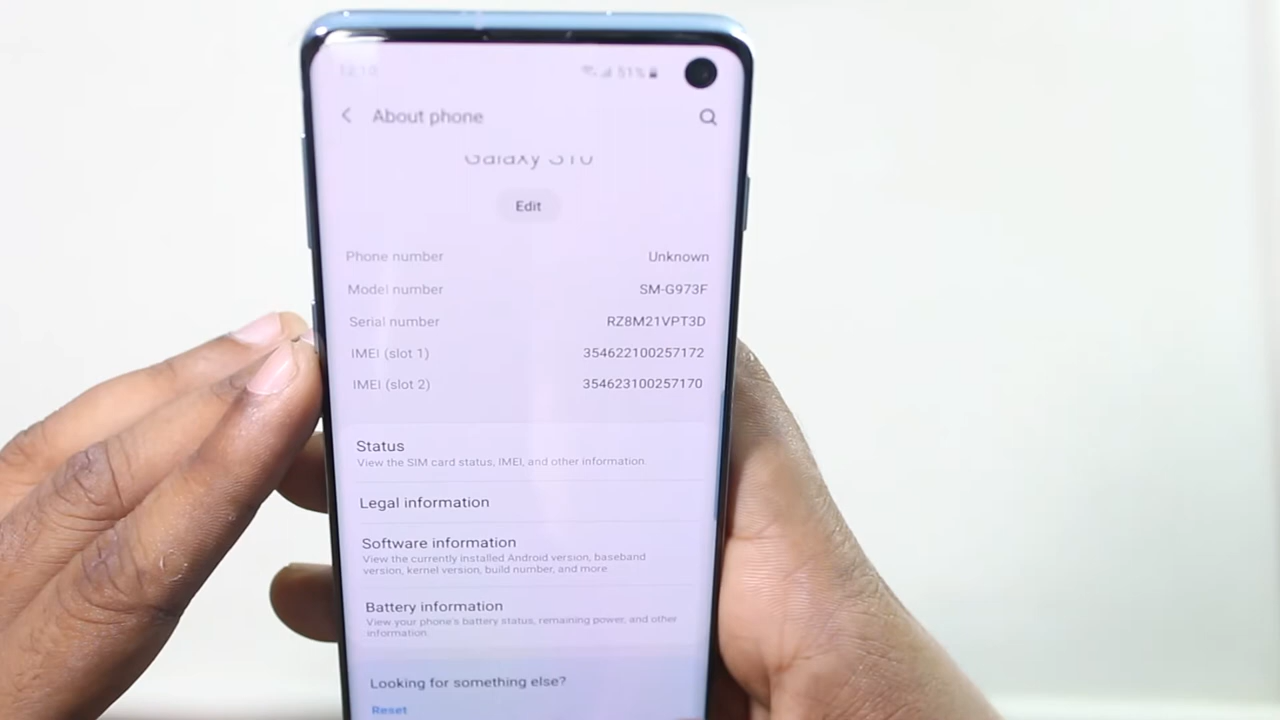 12:10 51%
About phone
Galaxy S10
Edit
Phone number Unknown
Model number SM-G973F
Serial number RZ8M21VPT3D
IMEI (slot 1) 354622100257172
IMEI (slot 2) 354623100257170
Status
View the SIM card status, IMEI, and other information.
Legal information
Software information
View the currently installed Android version, baseband
version, kernel version, build number, and more.
Battery information
View your phone's battery status, remaining power, and other
information.
Looking for something else?
Reset